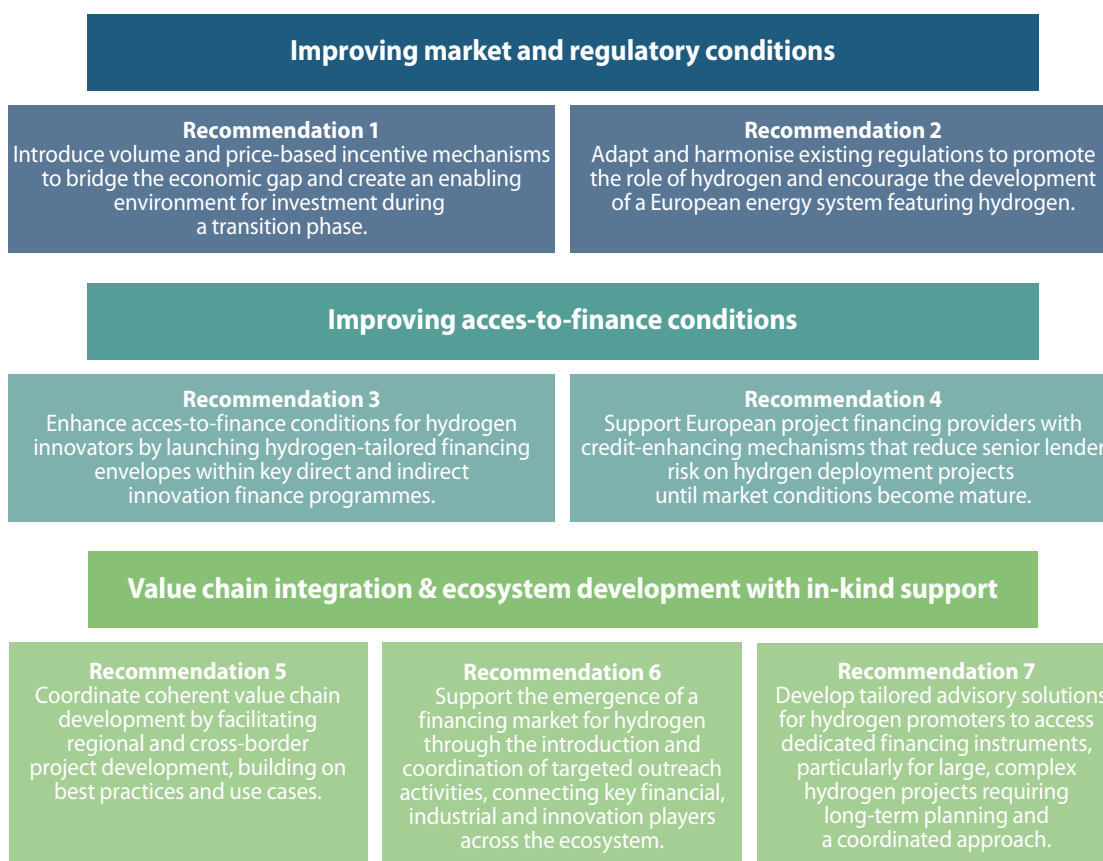 Improving market and regulatory conditions
Recommendation 1
Introduce volume and price-based incentive mechanisms
to bridge the economic gap and create an enabling
environment for investment during
a transition phase.
Recommendation 2
Adapt and harmonise existing regulations to promote
the role of hydrogen and encourage the development
of a European energy system featuring hydrogen.
Improving acces-to-finance conditions
Recommendation 3
Enhance acces-to-finance conditions for hydrogen
innovators by launching hydrogen-tailored financing
envelopes within key direct and indirect
innovation finance programmes.
Recommendation 4
Support European project financing providers with
credit-enhancing mechanisms that reduce senior lender
risk on hydrgen deployment projects
until market conditions become mature.
Value chain integration & ecosystem development with in-kind support
Recommendation 5
Coordinate coherent value chain
development by facilitating
regional and cross-border
project development, building on
best practices and use cases.
Recommendation 6
Support the emergence of a
financing market for hydrogen
through the introduction and
coordination of targeted outreach
activities, connecting key financial,
industrial and innovation players
across the ecosystem.
Recommendation 7
Develop tailored advisory solutions
for hydrogen promoters to access
dedicated financing instruments,
particularly for large, complex
hydrogen projects requiring
long-term planning and
a coordinated approach.